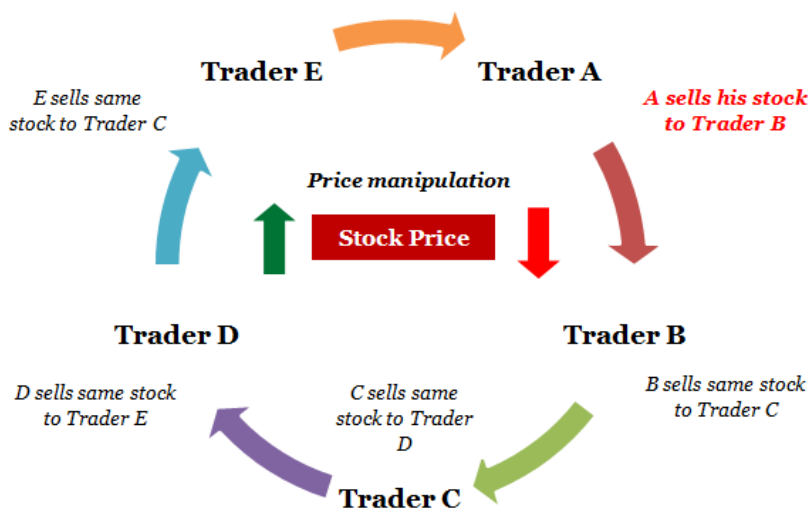 Trader E
Trader A
E sells same
stock to Trader C
A sells his stock
to Trader B
Price manipulation
Stock Price
Trader D
Trader B
D sells same stock
to Trader E
C sells same
stock to Trader
D
B sells same stock
to Trader C
Trader C